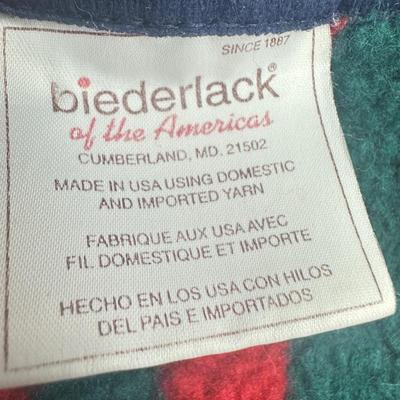 SINCE 1887
biederlack®
of the Americas
CUMBERLAND, MD. 21502
MADE IN USA USING DOMESTIC
AND IMPORTED YARN
FABRIQUE AUX USA AVEC
FIL DOMESTIQUE ET IMPORTE
HECHO EN LOS USA CON HILOS
DEL PAIS E IMPORTADOS